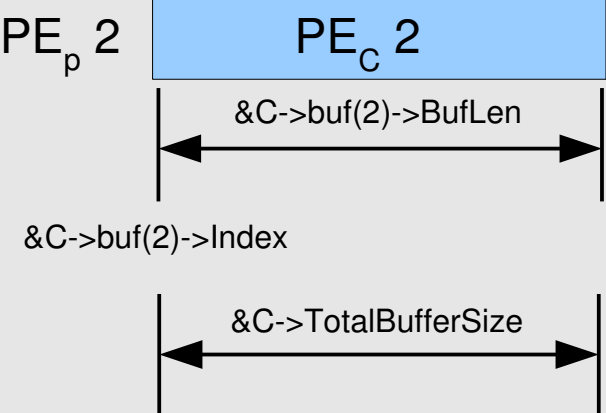 PEp 2 PEC 2
&C->buf(2)->BufLen
&C->buf(2)->Index
&C->TotalBufferSize